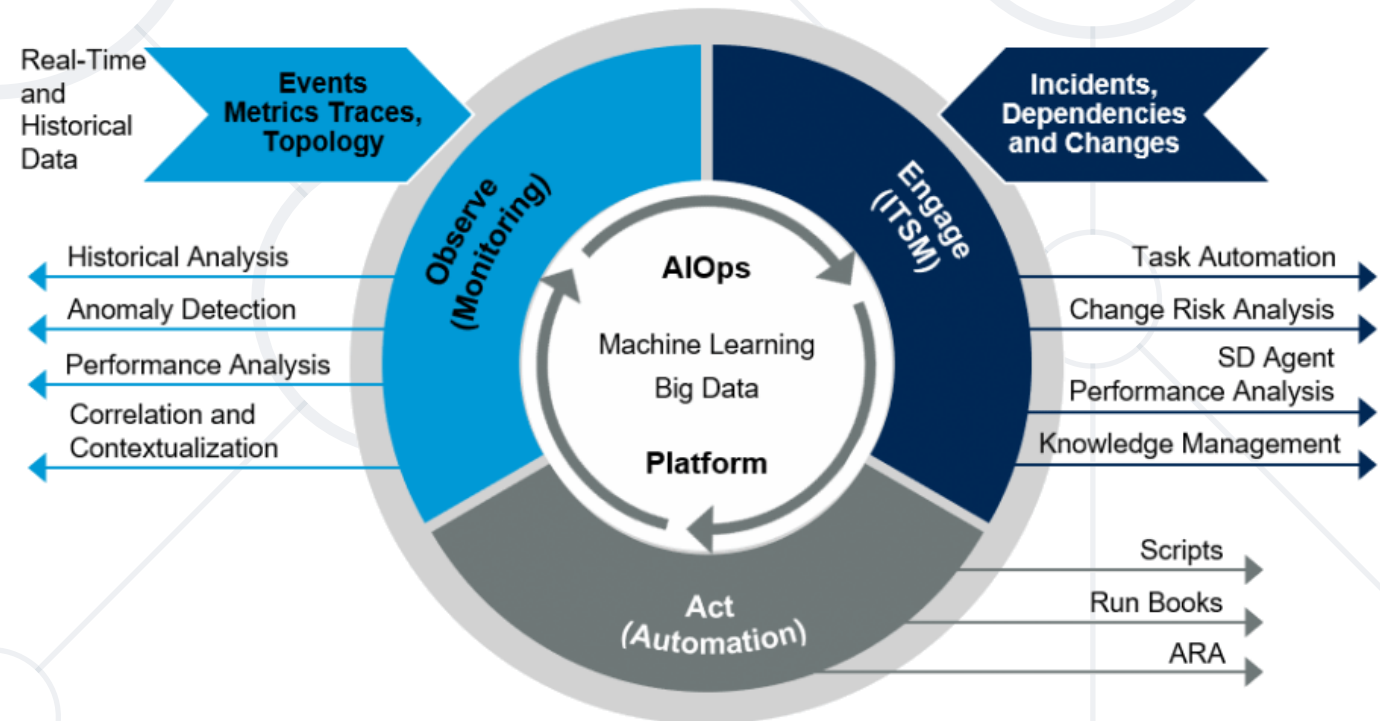 Real-Time
and
Historical
Data
Events
Metrics Traces,
Topology
Incidents,
Dependencies
and Changes
Observe
(Monitoring)
Engage
(ITSM)
Historical Analysis
Anomaly Detection
Performance Analysis
Correlation and
Contextualization
AIOps
Machine Learning
Big Data
Platform
Task Automation
Change Risk Analysis
SD Agent
Performance Analysis
Knowledge Management
Act
(Automation)
Scripts
Run Books
ARA